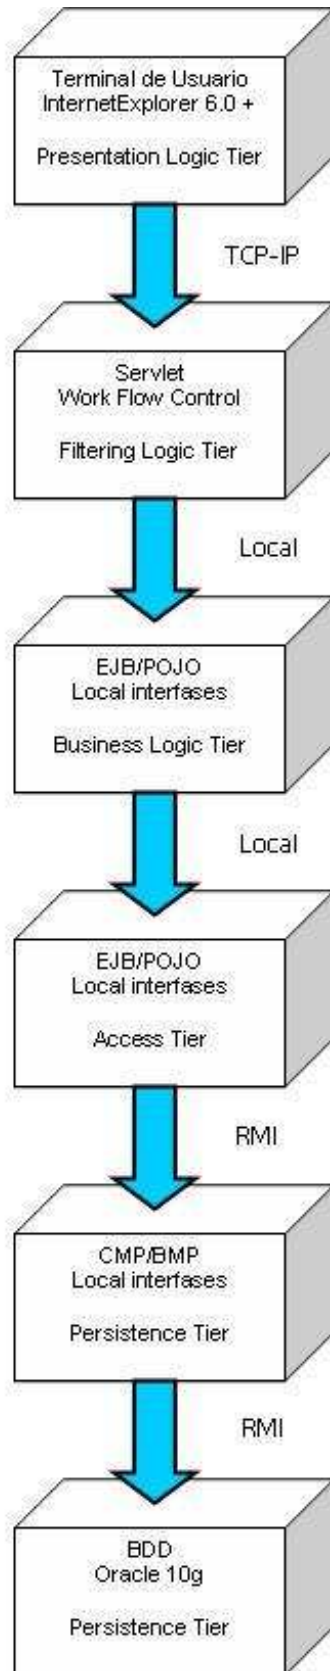 Terminal de Usuario
InternetExplorer 6.0 +
Presentation Logic Tier
TCP-IP
Servlet
Work Flow Control
Filtering Logic Tier
Local
EJB/POJO
Local interfases
Business Logic Tier
Local
EJB/POJO
Local interfases
Access Tier
RMI
CMP/BMP
Local interfases
Persistence Tier
RMI
BDD
Oracle 10g
Persistence Tier